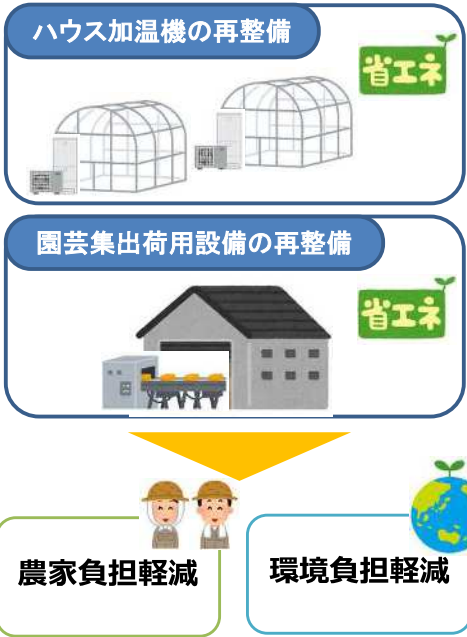 ハウス加温機の再整備
省エネ
園芸集出荷用設備の再整備
省エネ
農家負担軽減
環境負担軽減